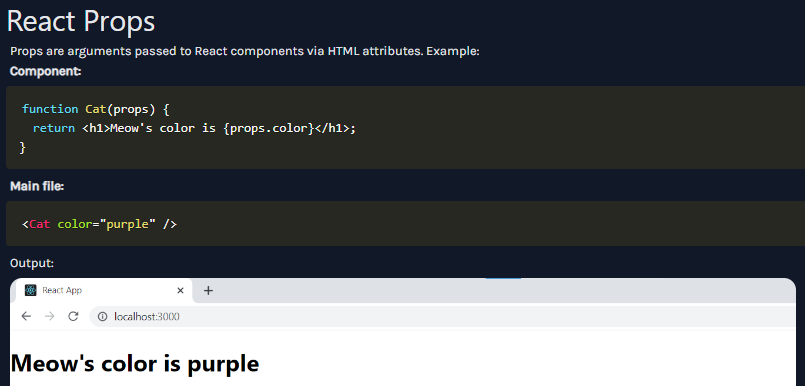 React Props
Props are arguments passed to React components via HTML attributes. Example:
Component:
function Cat(props) {
return <h1>Meow's color is {props.color}</h1>;
}
Main file:
<Cat color="purple" />
Output:
React App
localhost:3000
Meow's color is purple